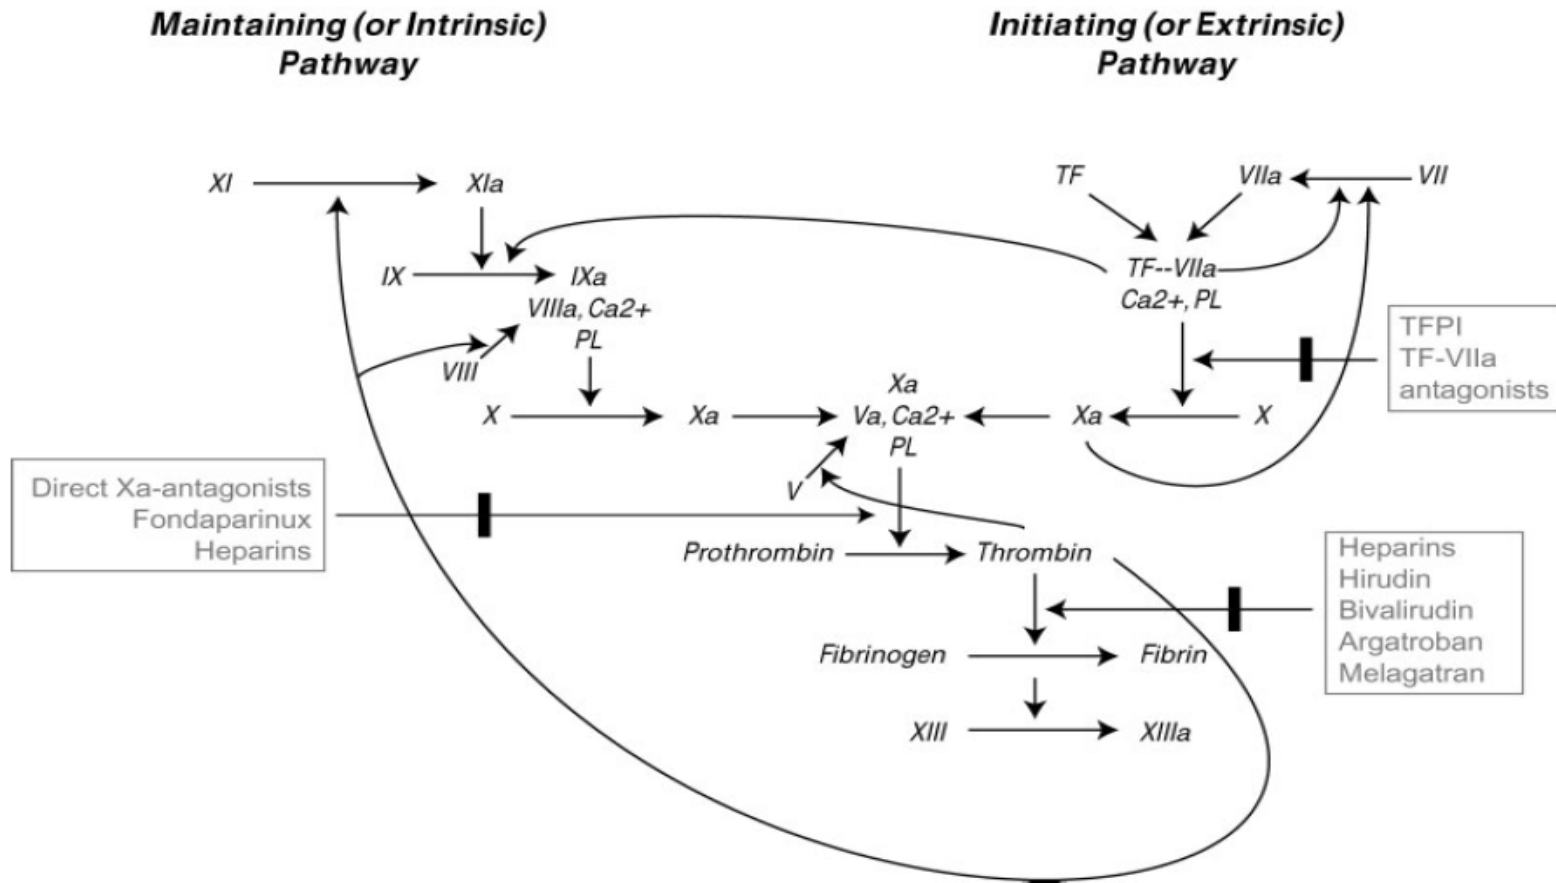 Maintaining (or Intrinsic)
Pathway
Initiating (or Extrinsic)
Pathway
XI
XIa
TF
VIIa
VII
IX
IXa
VIIIa, Ca2+
PL
VIII
TF--VIIa
Ca2+, PL
TFPI
TF-VIIa
antagonists
X
Xa
Xa
Va, Ca2+
PL
Xa
X
V
Direct Xa-antagonists
Fondaparinux
Heparins
Prothrombin
Thrombin
Heparins
Hirudin
Bivalirudin
Argatroban
Melagatran
Fibrinogen
Fibrin
XIII
XIIIa